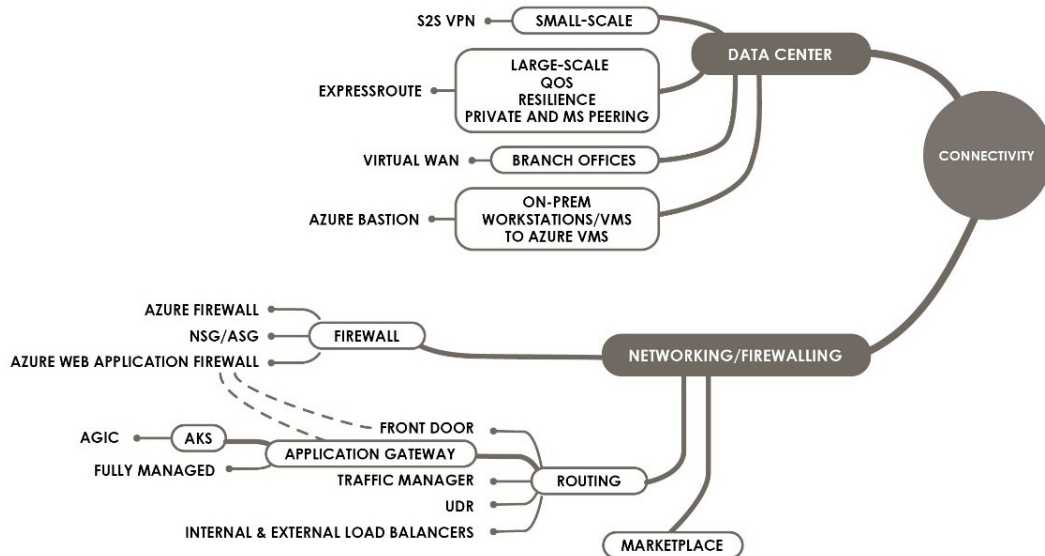 S2S VPN
SMALL-SCALE
DATA CENTER
EXPRESSROUTE
LARGE-SCALE
QOS
RESILIENCE
PRIVATE AND MS PEERING
CONNECTIVITY
VIRTUAL WAN
BRANCH OFFICES
AZURE BASTION
ON-PREM
WORKSTATIONS/VMS
TO AZURE VMS
AZURE FIREWALL
NSG/ASG
FIREWALL
AZURE WEB APPLICATION FIREWALL
NETWORKING/FIREWALLING
FRONT DOOR
AGIC
AKS
APPLICATION GATEWAY
FULLY MANAGED
TRAFFIC MANAGER
ROUTING
UDR
INTERNAL & EXTERNAL LOAD BALANCERS
MARKETPLACE